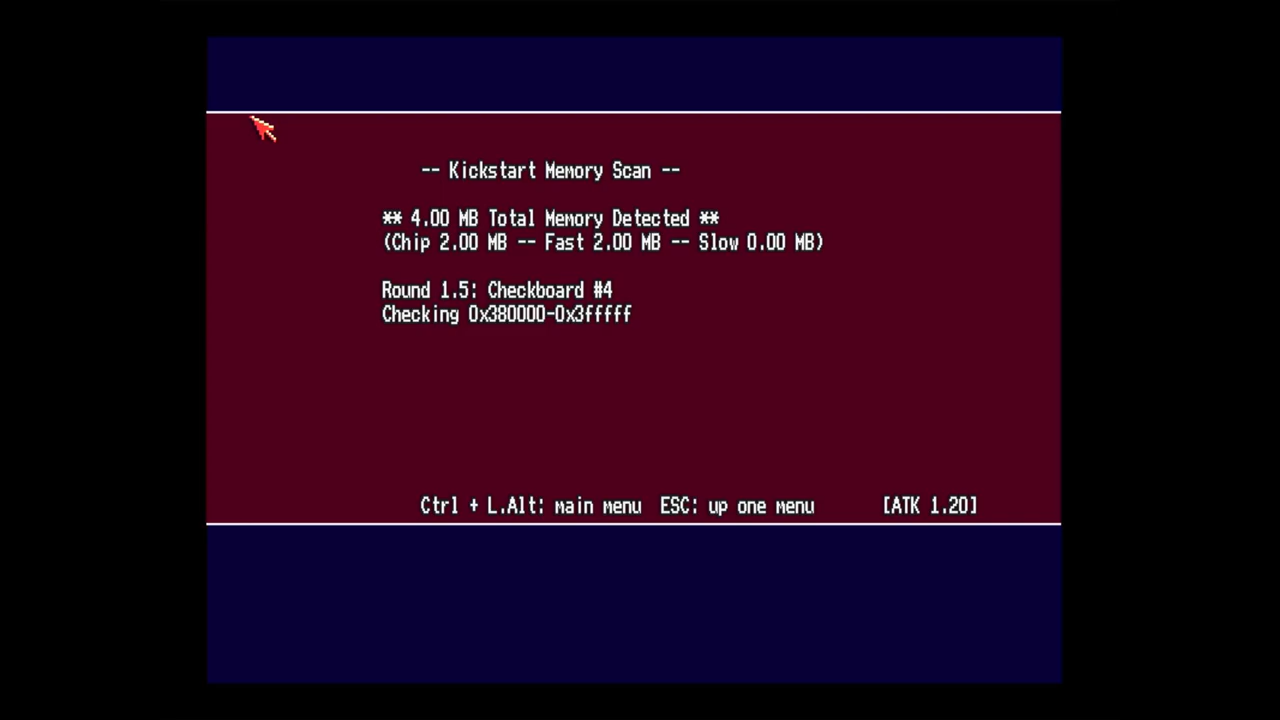 -- Kickstart Memory Scan --
** 4.00 MB Total Memory Detected **
(Chip 2.00 MB -- Fast 2.00 MB -- Slow 0.00 MB)
Round 1.5: Checkboard #4
Checking 0x380000-0x3fffff
Ctrl + L.Alt: main menu ESC: up one menu [ATK 1.20]